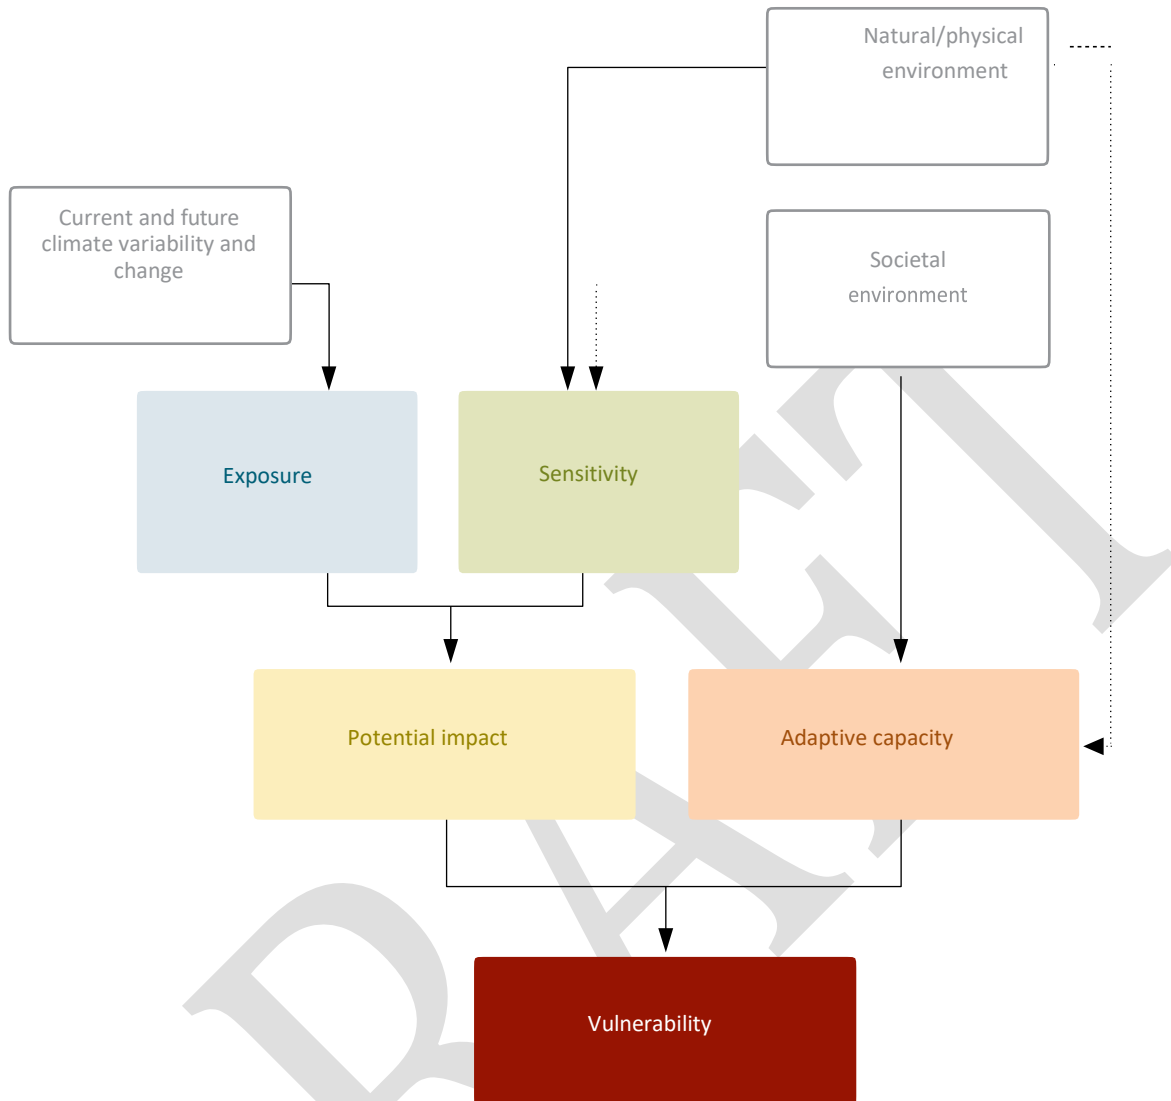 Natural/physical
environment
Current and future
climate variability and
change
Societal
environment
Exposure
Sensitivity
Potential impact
Adaptive capacity
Vulnerability
DRAFT